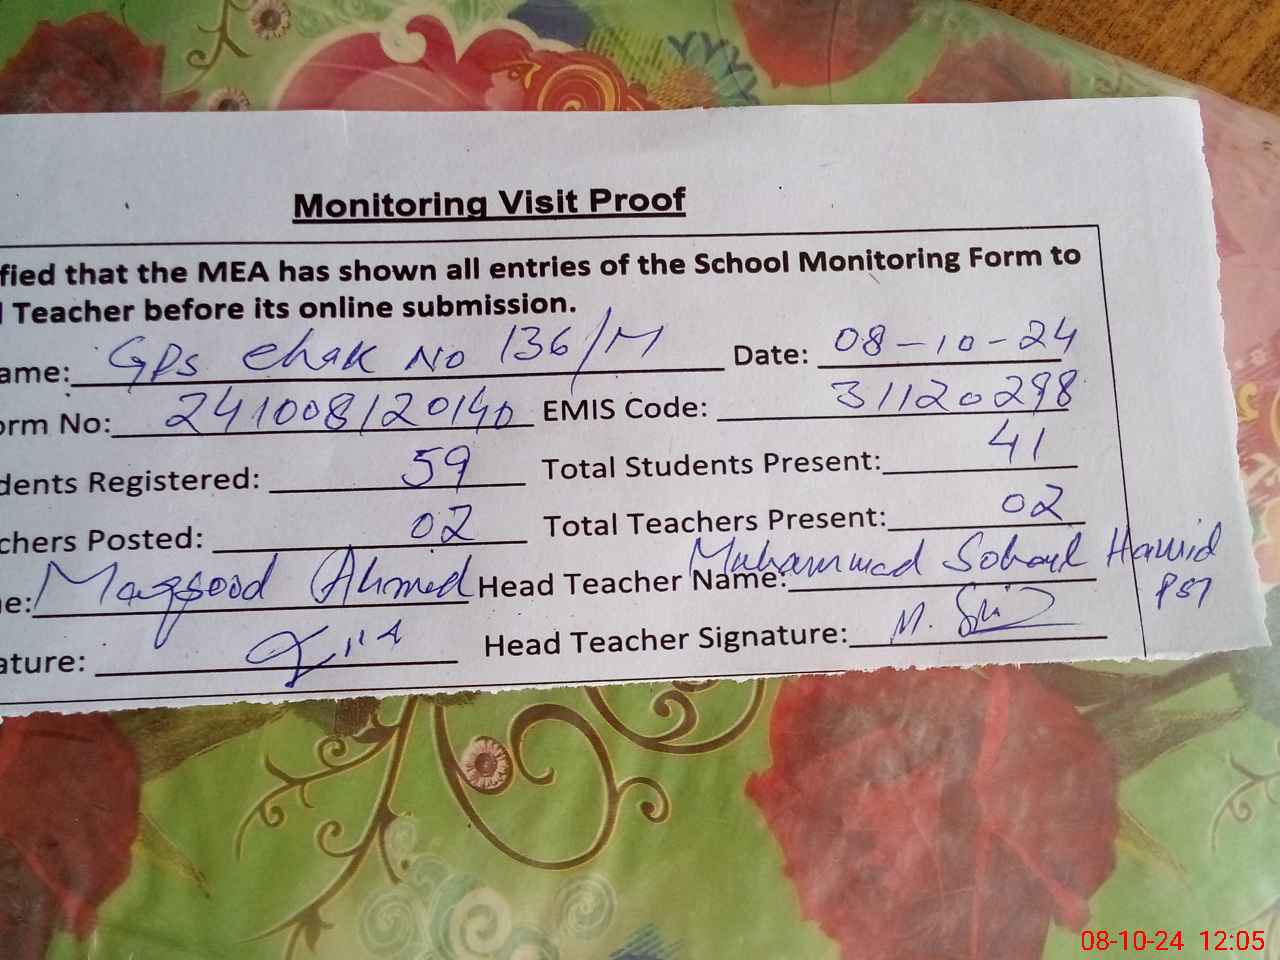 Monitoring Visit Proof
fied that the MEA has shown all entries of the School Monitoring Form to
Teacher before its online submission.
ame: GPS Chak No 136/M Date: 08-10-24
orm No: 241008120140 EMIS Code: 31120298
dents Registered: 59 Total Students Present: 41
chers Posted: 02 Total Teachers Present: 02
e: Maqsood Ahmed Head Teacher Name: Muhammad Sohail Hamid
PST
ature: Head Teacher Signature: M.
08-10-24 12:05